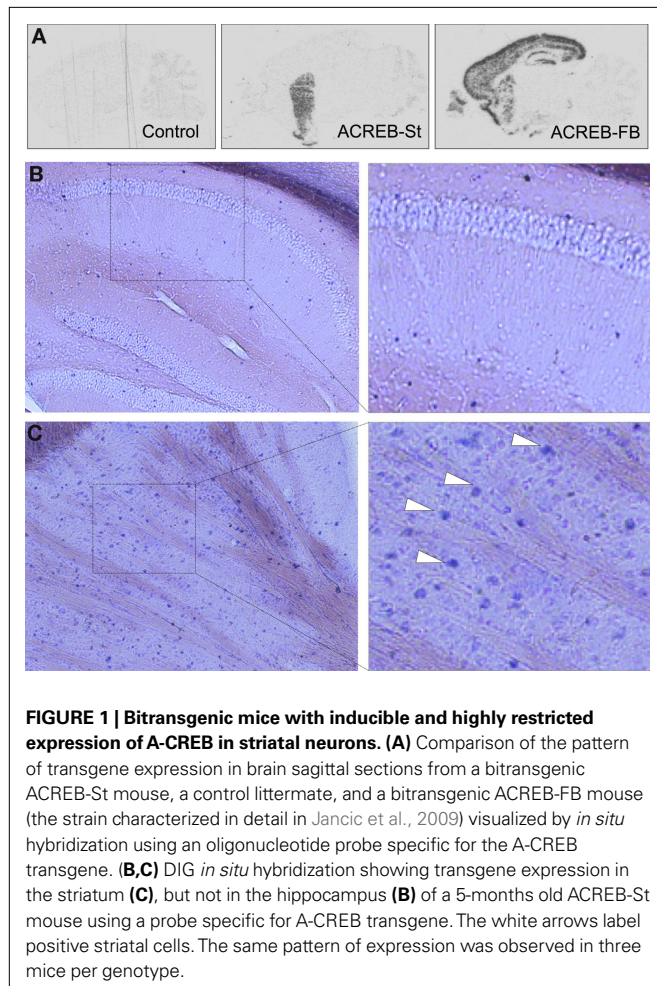 A
Control
ACREB-St
ACREB-FB
B
C
FIGURE 1 | Bitransgenic mice with inducible and highly restricted
expression of A-CREB in striatal neurons. (A) Comparison of the pattern
of transgene expression in brain sagittal sections from a bitransgenic
ACREB-St mouse, a control littermate, and a bitransgenic ACREB-FB mouse
(the strain characterized in detail in Jancic et al., 2009) visualized by in situ
hybridization using an oligonucleotide probe specific for the A-CREB
transgene. (B,C) DIG in situ hybridization showing transgene expression in
the striatum (C), but not in the hippocampus (B) of a 5-months old ACREB-St
mouse using a probe specific for A-CREB transgene. The white arrows label
positive striatal cells. The same pattern of expression was observed in three
mice per genotype.